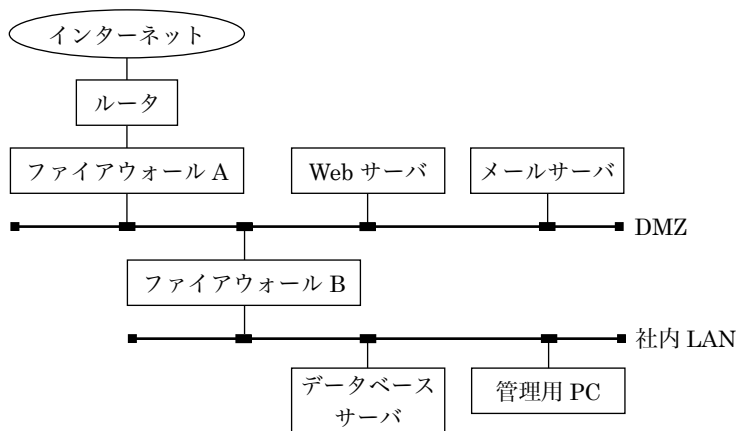 インターネット
ルータ
ファイアウォール A
Web サーバ
メールサーバ
DMZ
ファイアウォール B
社内 LAN
データベース
サーバ
管理用 PC